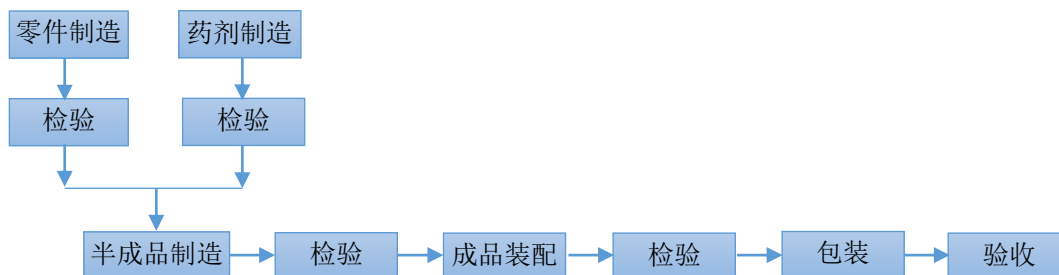 零件制造
药剂制造
检验
检验
半成品制造
检验
成品装配
检验
包装
验收